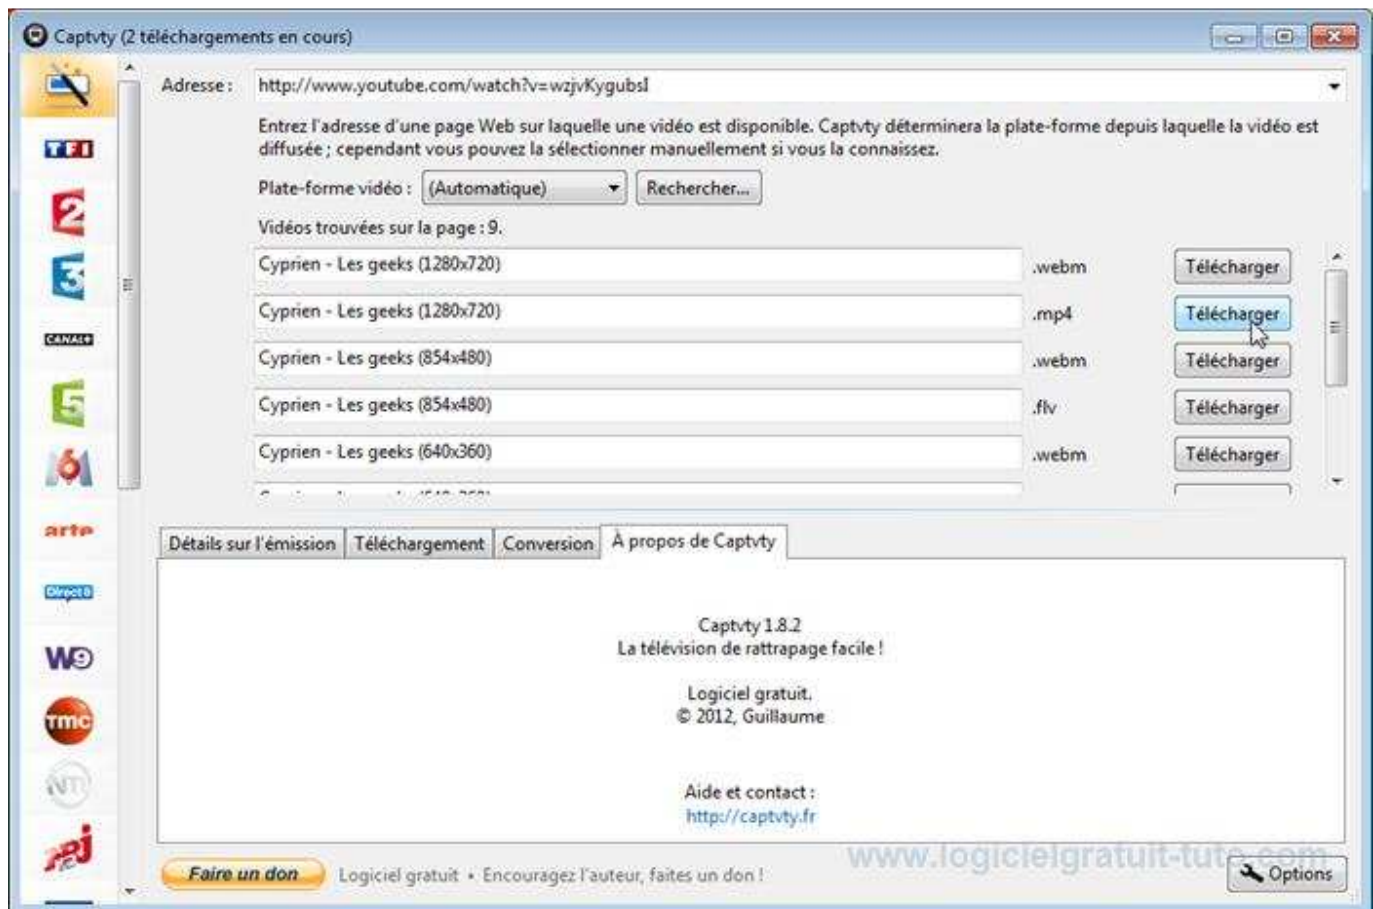 Captvty (2 téléchargements en cours)
Adresse : http://www.youtube.com/watch?v=wzjvKygubsI
Entrez l'adresse d'une page Web sur laquelle une vidéo est disponible. Captvty déterminera la plate-forme depuis laquelle la vidéo est
diffusée ; cependant vous pouvez la sélectionner manuellement si vous la connaissez.
Plate-forme vidéo : (Automatique) Rechercher...
Vidéos trouvées sur la page : 9.
Cyprien - Les geeks (1280x720) .webm Télécharger
Cyprien - Les geeks (1280x720) .mp4 Télécharger
Cyprien - Les geeks (854x480) .webm Télécharger
Cyprien - Les geeks (854x480) .flv Télécharger
Cyprien - Les geeks (640x360) .webm Télécharger
TF1
2
3
CANAL+
5
M6
arte
Direct 8
W9
TMC
NT1
NRJ
Détails sur l'émission Téléchargement Conversion À propos de Captvty
Captvty 1.8.2
La télévision de rattrapage facile !
Logiciel gratuit.
© 2012, Guillaume
Aide et contact :
http://captvty.fr
www.logicielgratuit-tuto.com
Faire un don Logiciel gratuit • Encouragez l'auteur, faites un don ! Options